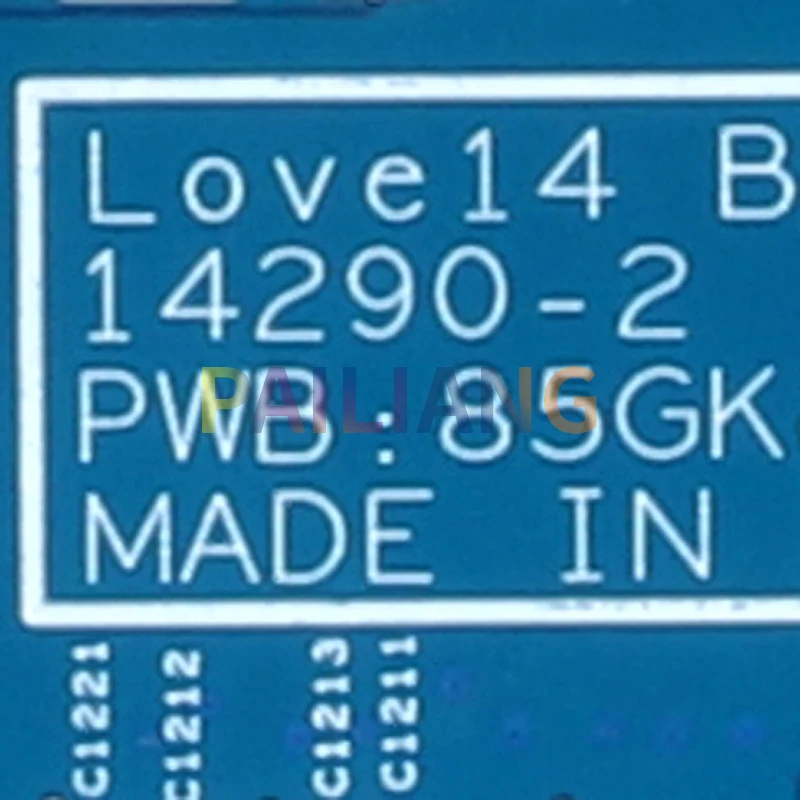 Love14 B
14290-2
PWB:85GK
MADE IN
PAILIANG
C1221
C1212
C1213
C1211